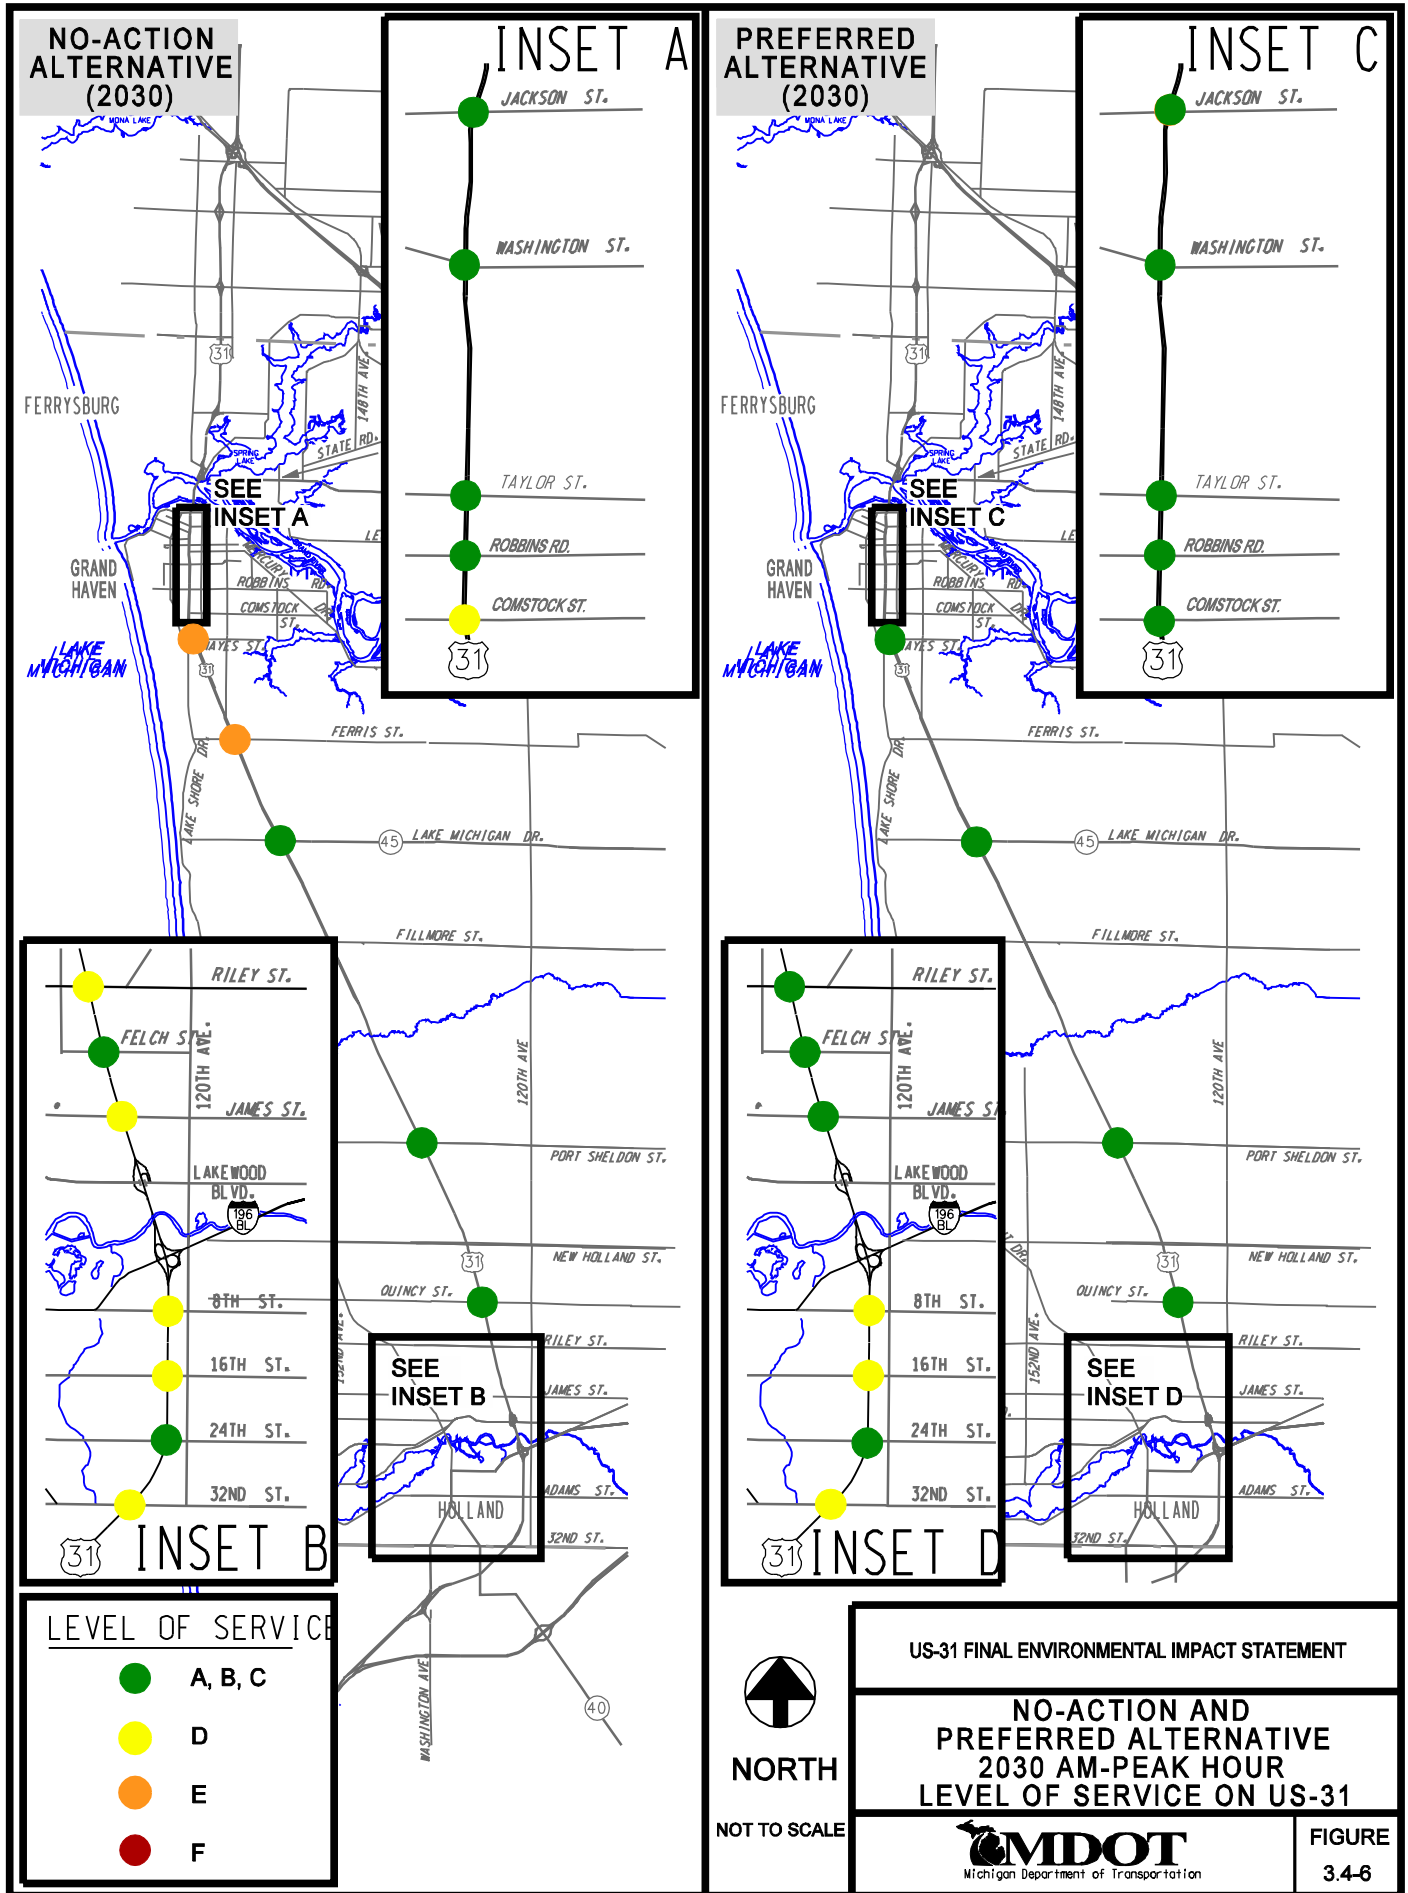 NO-ACTION
ALTERNATIVE
(2030)
INSET A
JACKSON ST.
WASHINGTON ST.
TAYLOR ST.
ROBBINS RD.
COMSTOCK ST.
31
MONA LAKE
31
148TH AVE.
FERRYSBURG
STATE RD.
SPRING
LAKE
SEE
INSET A
LE
GRAND
HAVEN
MERCURY
DR.
ROBBINS RD.
COMSTOCK
ST.
HAYES ST.
LAKE
MICHIGAN
31
FERRIS ST.
LAKE SHORE DR.
45
LAKE MICHIGAN DR.
FILLMORE ST.
120TH AVE
PORT SHELDON ST.
NEW HOLLAND ST.
31
QUINCY ST.
152ND AVE.
RILEY ST.
SEE
INSET B
JAMES ST.
ADAMS ST.
HOLLAND
32ND ST.
WASHINGTON AVE
40
RILEY ST.
FELCH ST.
120TH AVE.
JAMES ST.
LAKEWOOD
BLVD.
196
BL
8TH ST.
16TH ST.
24TH ST.
32ND ST.
31
INSET B
LEVEL OF SERVICE
A, B, C
D
E
F
PREFERRED
ALTERNATIVE
(2030)
INSET C
JACKSON ST.
WASHINGTON ST.
TAYLOR ST.
ROBBINS RD.
COMSTOCK ST.
31
MONA LAKE
31
148TH AVE.
FERRYSBURG
STATE RD.
SPRING
LAKE
SEE
INSET C
LE
GRAND
HAVEN
MERCURY
DR.
ROBBINS RD.
COMSTOCK
ST.
HAYES ST.
LAKE
MICHIGAN
31
FERRIS ST.
LAKE SHORE DR.
45
LAKE MICHIGAN DR.
FILLMORE ST.
120TH AVE
PORT SHELDON ST.
NEW HOLLAND ST.
31
QUINCY ST.
152ND AVE.
RILEY ST.
SEE
INSET D
JAMES ST.
ADAMS ST.
HOLLAND
32ND ST.
RILEY ST.
FELCH ST.
120TH AVE.
JAMES ST
LAKEWOOD
BLVD.
196
BL
8TH ST.
16TH ST.
24TH ST.
32ND ST.
31
INSET D
NORTH
NOT TO SCALE
US-31 FINAL ENVIRONMENTAL IMPACT STATEMENT
NO-ACTION AND
PREFERRED ALTERNATIVE
2030 AM-PEAK HOUR
LEVEL OF SERVICE ON US-31
MDOT
Michigan Department of Transportation
FIGURE
3.4-6